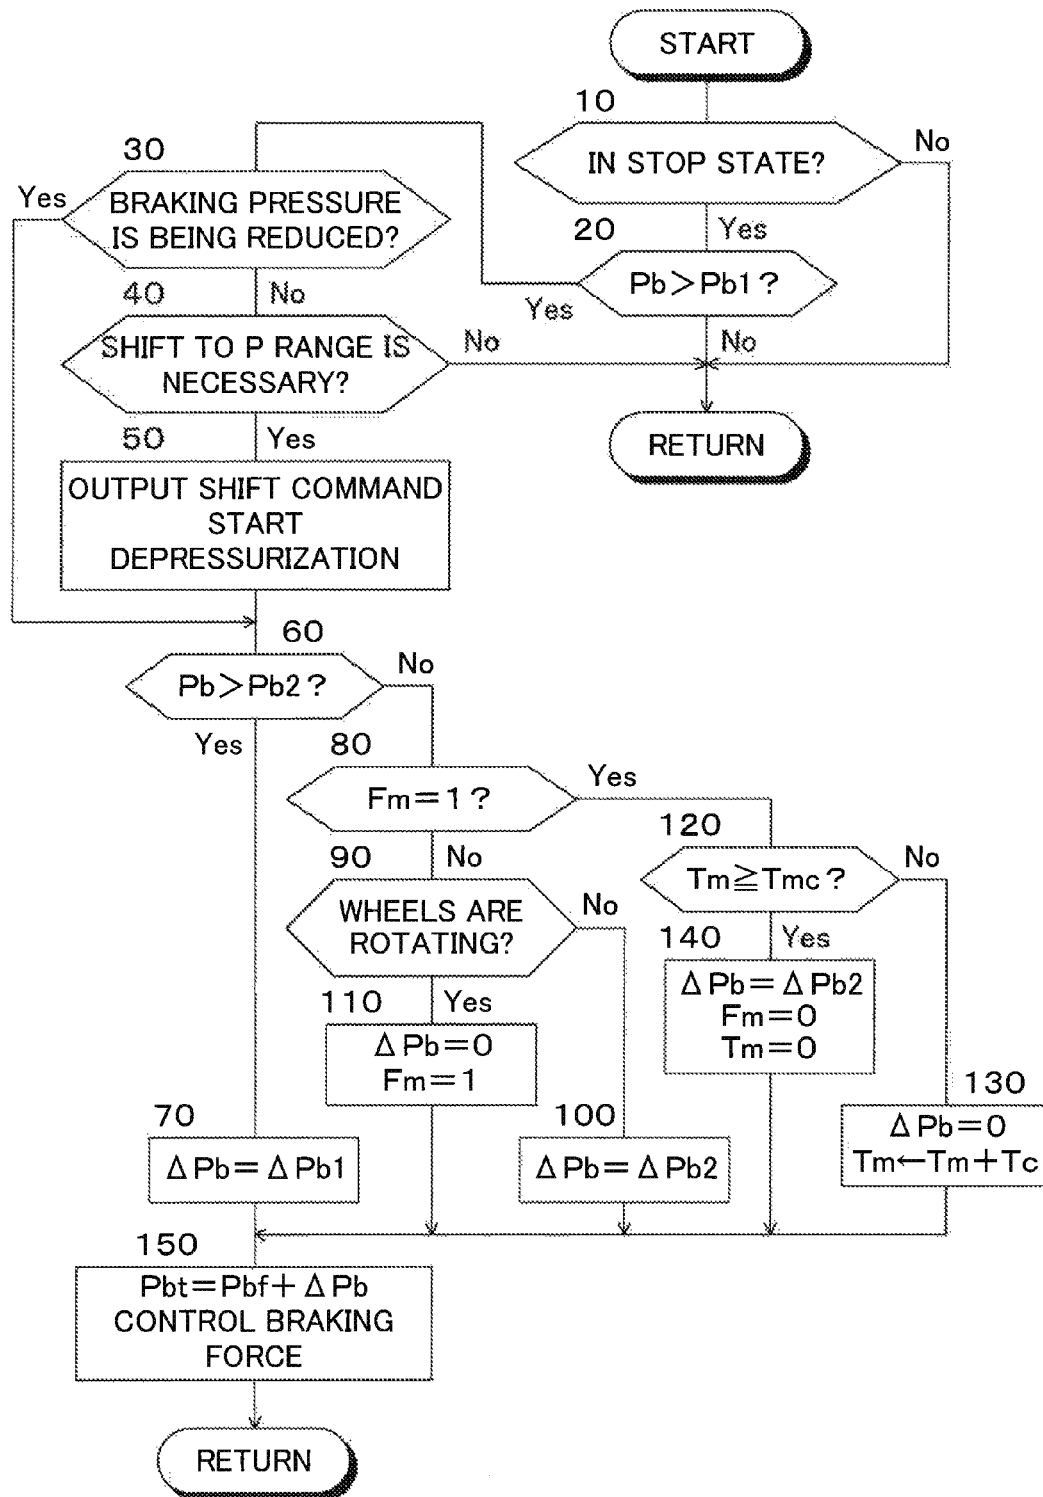 START
10
IN STOP STATE?
No
Yes
20
Pb＞Pb1？
Yes
No
RETURN
30
Yes
BRAKING PRESSURE
IS BEING REDUCED?
No
40
SHIFT TO P RANGE IS
NECESSARY?
No
Yes
50
OUTPUT SHIFT COMMAND
START
DEPRESSURIZATION
60
Pb＞Pb2？
No
Yes
80
Fm＝1？
Yes
No
90
WHEELS ARE
ROTATING?
No
Yes
120
Tm≧Tmc？
No
Yes
140
ΔPb＝ΔPb2
Fm＝0
Tm＝0
110
ΔPb＝0
Fm＝1
130
ΔPb＝0
Tm←Tm＋Tc
70
ΔPb＝ΔPb1
100
ΔPb＝ΔPb2
150
Pbt＝Pbf＋ΔPb
CONTROL BRAKING
FORCE
RETURN